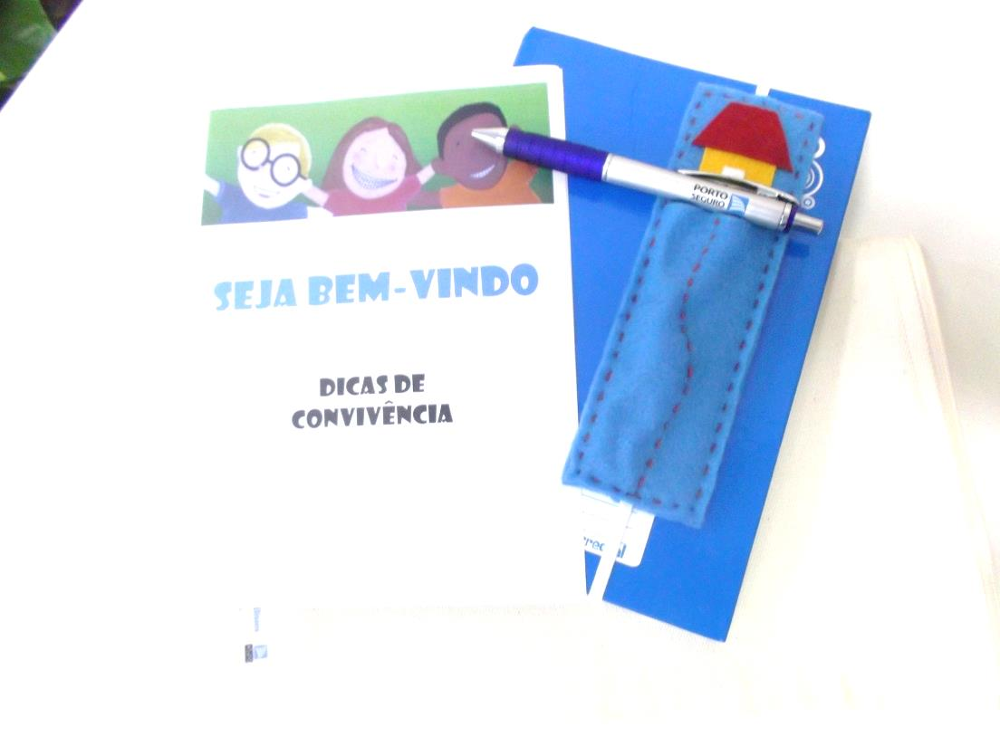 SEJA BEM-VINDO
DICAS DE
CONVIVÊNCIA
PORTO
SEGURO